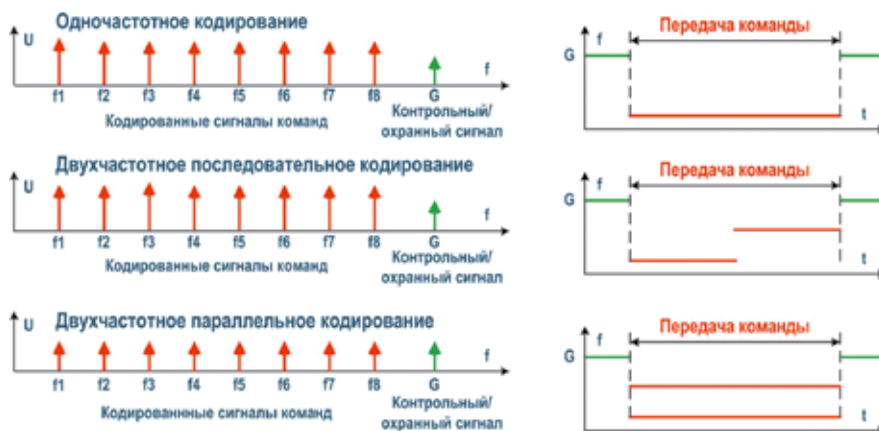 Одночастотное кодирование
U
f
f1 f2 f3 f4 f5 f6 f7 f8 G
Кодированные сигналы команд
Контрольный/
охранный сигнал
f
Передача команды
G
t
Двухчастотное последовательное кодирование
U
f
f1 f2 f3 f4 f5 f6 f7 f8 G
Кодированные сигналы команд
Контрольный/
охранный сигнал
f
Передача команды
G
t
Двухчастотное параллельное кодирование
U
f
f1 f2 f3 f4 f5 f6 f7 f8 G
Кодированнные сигналы команд
Контрольный/
охранный сигнал
f
Передача команды
G
t